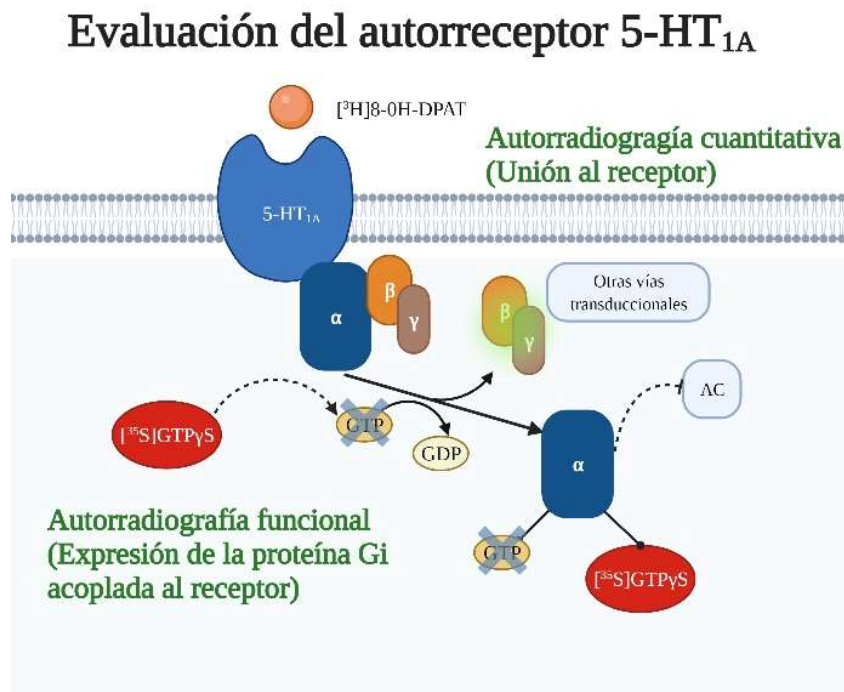 Evaluación del autorreceptor 5-HT1A
[³H]8-0H-DPAT
Autorradiogragía cuantitativa
(Unión al receptor)
5-HT1A
Otras vías
transduccionales
β
α
γ
β
γ
AC
[³⁵S]GTPγS
GTP
GDP
α
Autorradiografía funcional
(Expresión de la proteína Gi
acoplada al receptor)
GTP
[³⁵S]GTPγS